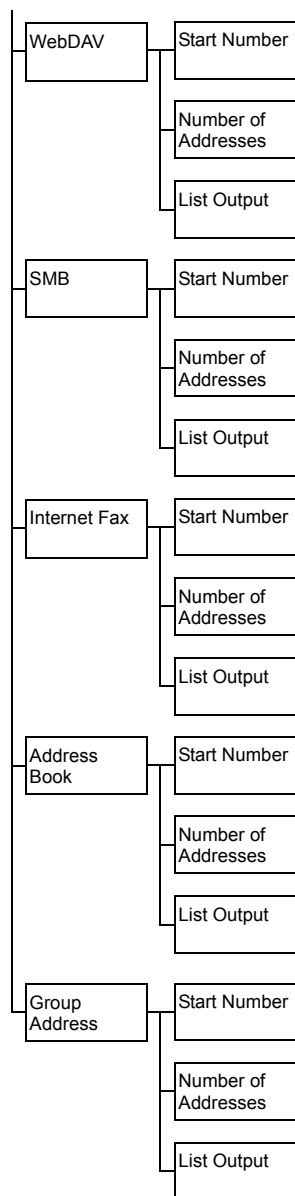 WebDAV
Start Number
Number of
Addresses
List Output
SMB
Start Number
Number of
Addresses
List Output
Internet Fax
Start Number
Number of
Addresses
List Output
Address
Book
Start Number
Number of
Addresses
List Output
Group
Address
Start Number
Number of
Addresses
List Output